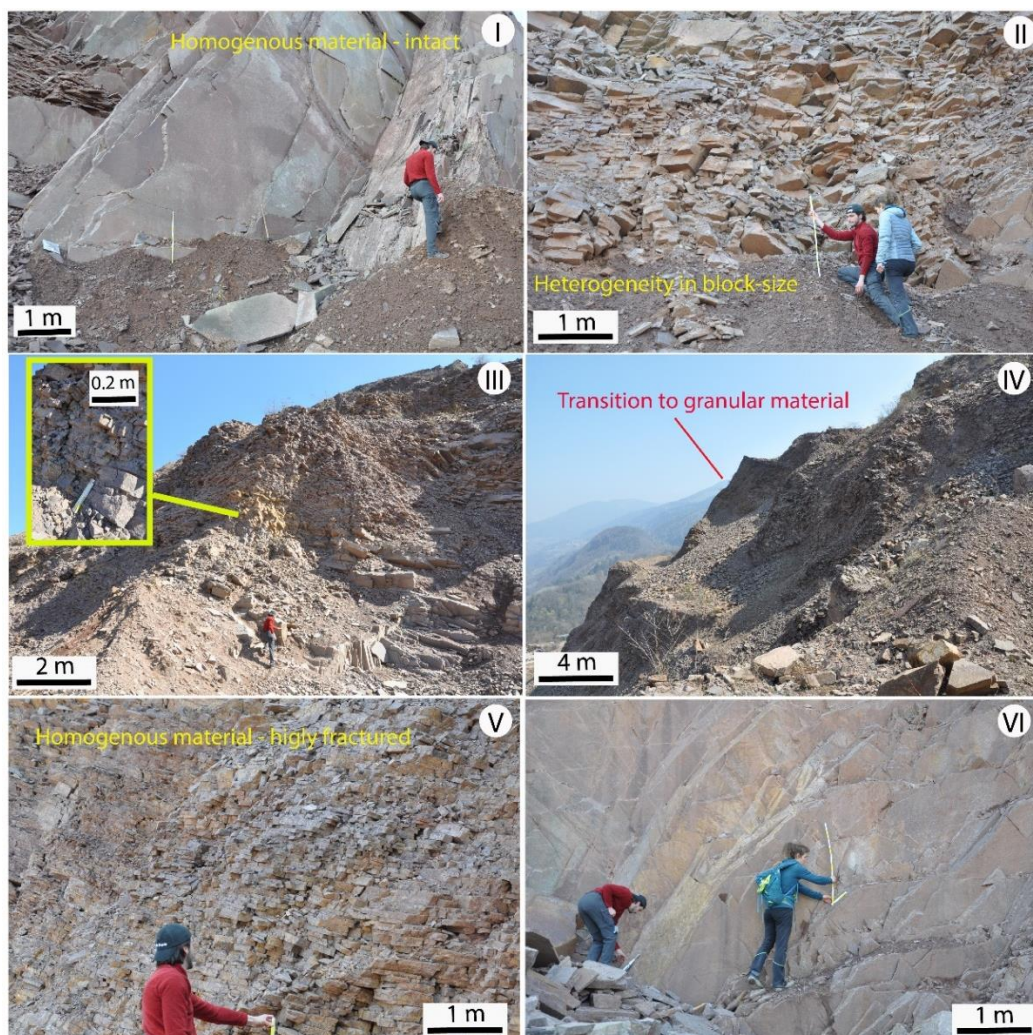 Homogenous material - intact
I
1 m
II
Heterogeneity in block-size
1 m
0.2 m
III
2 m
IV
Transition to granular material
4 m
V
Homogenous material - higly fractured
1 m
VI
1 m